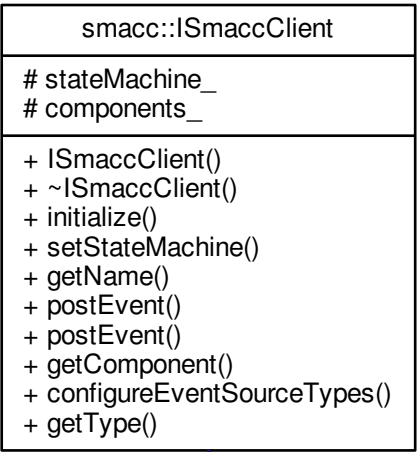 smacc::ISmaccClient
# stateMachine_
# components_
+ ISmaccClient()
+ ~ISmaccClient()
+ initialize()
+ setStateMachine()
+ getName()
+ postEvent()
+ postEvent()
+ getComponent()
+ configureEventSourceTypes()
+ getType()